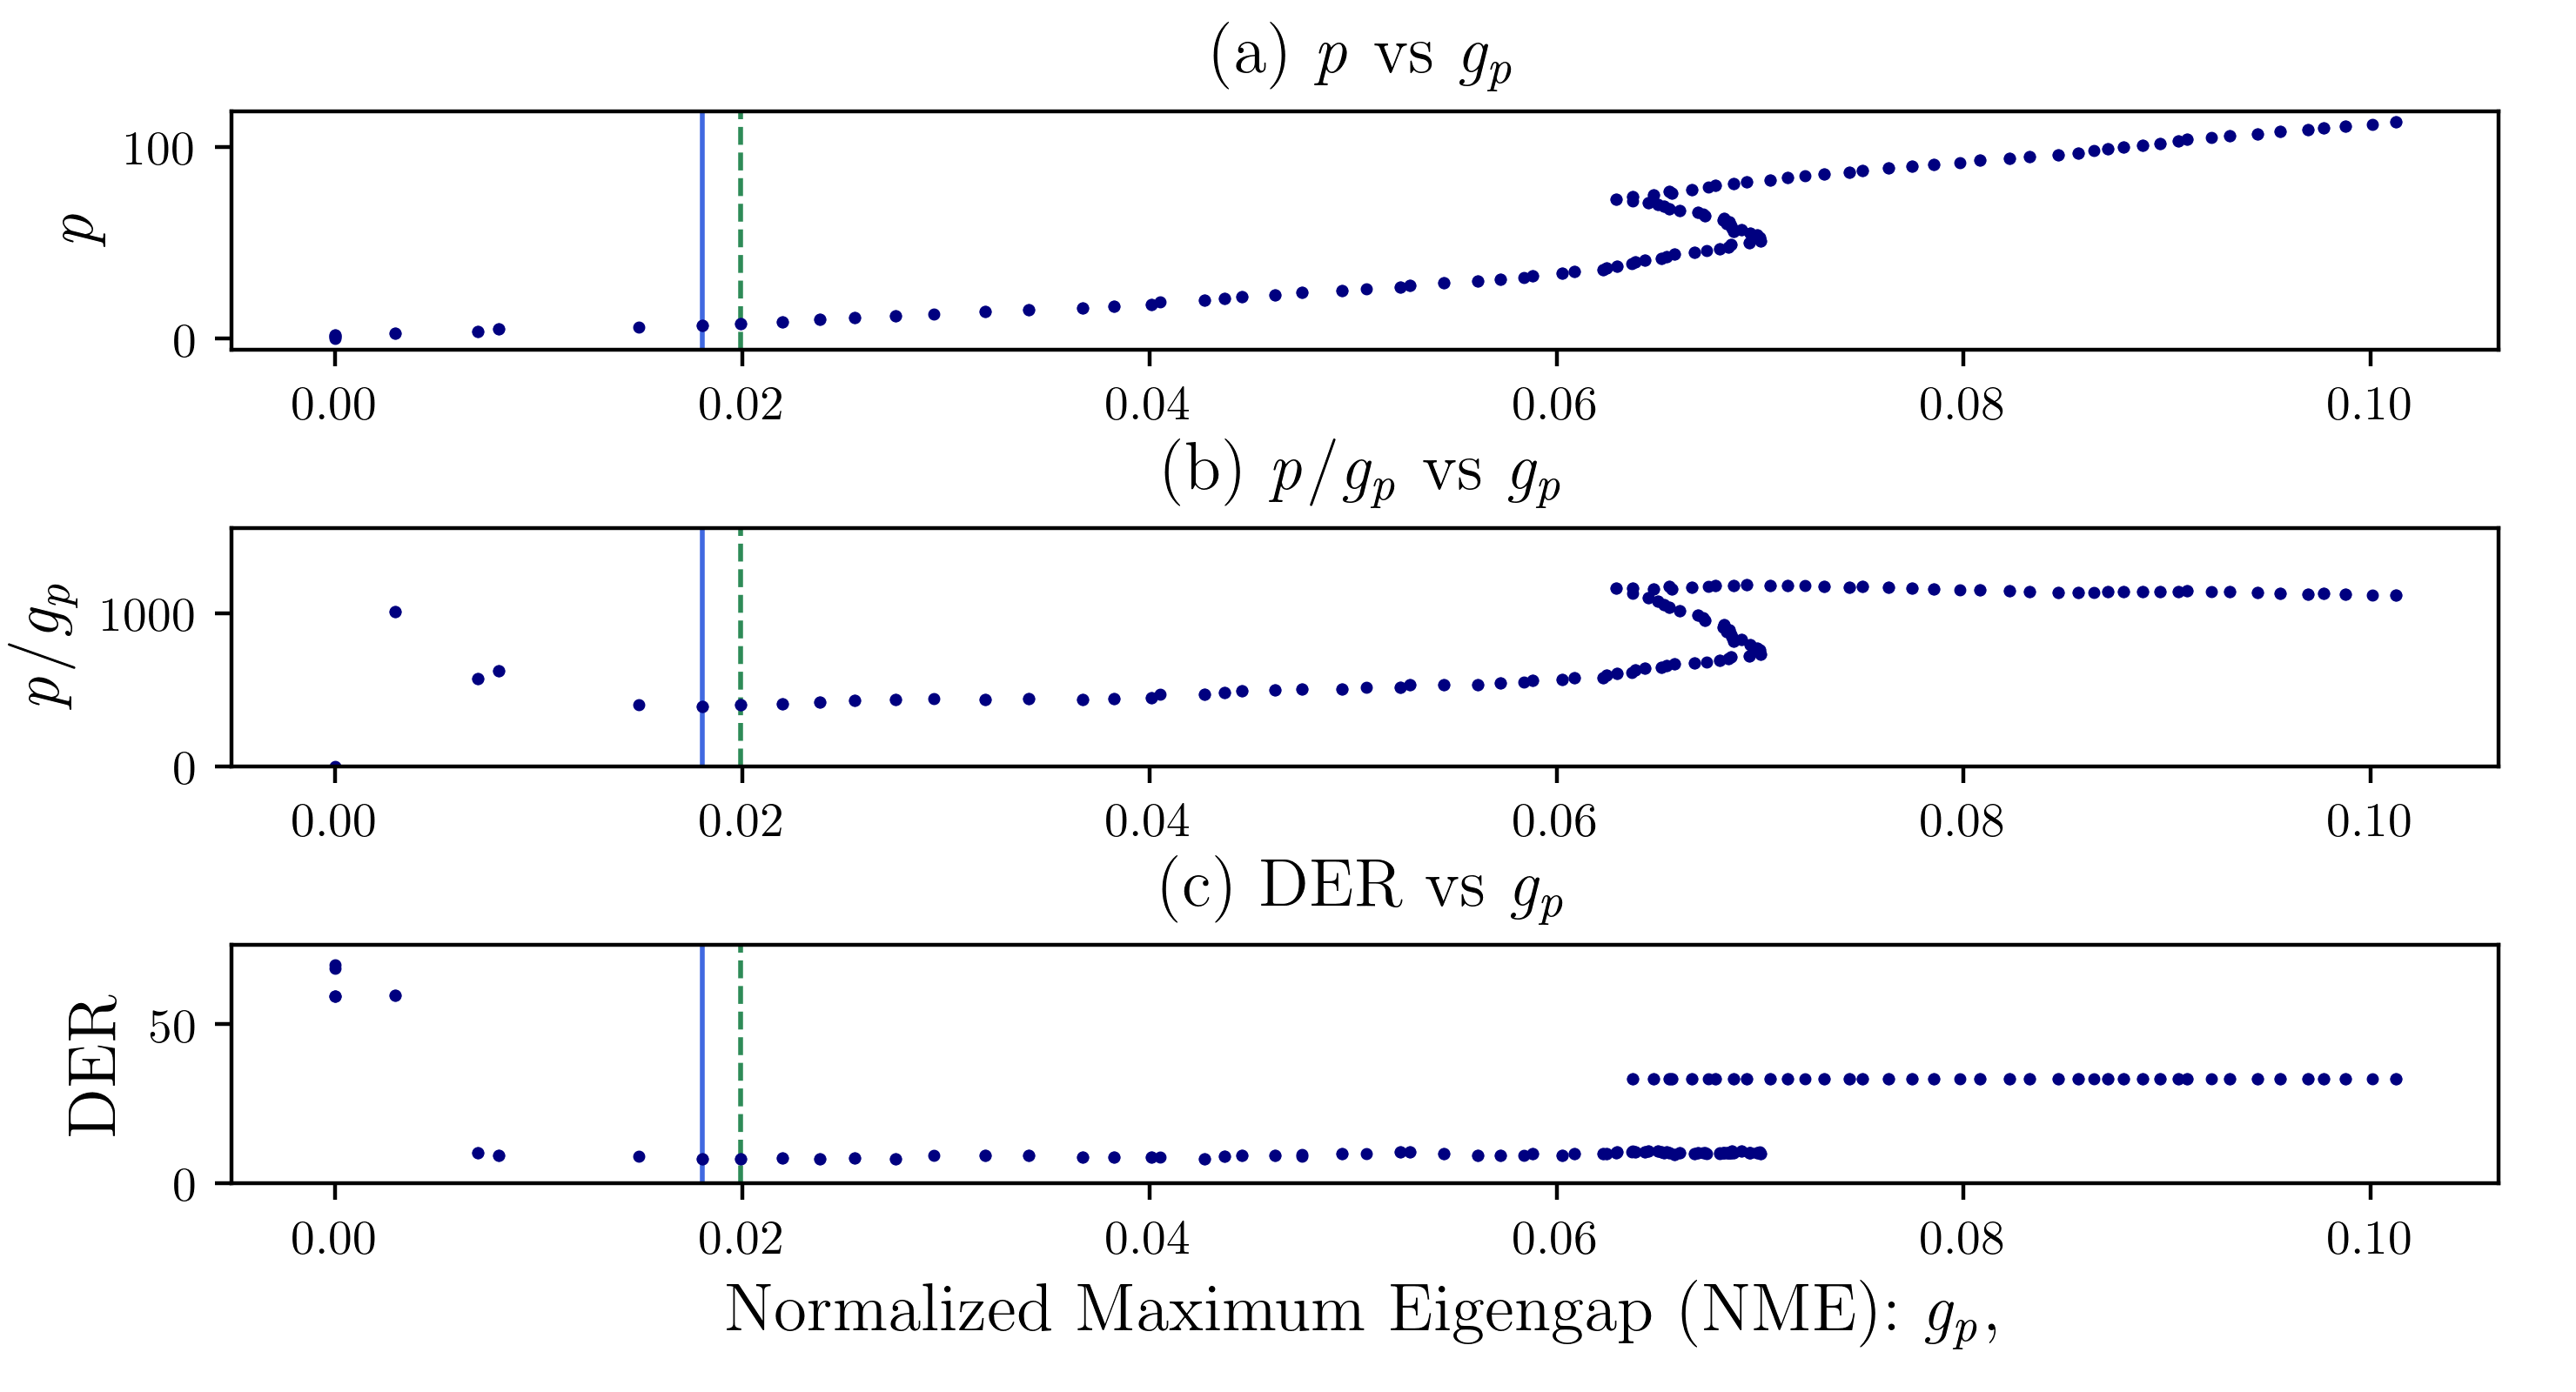 (a) p vs g_p
100
p
0
0.00 0.02 0.04 0.06 0.08 0.10
(b) p/g_p vs g_p
p/g_p
1000
0
0.00 0.02 0.04 0.06 0.08 0.10
(c) DER vs g_p
DER
50
0
0.00 0.02 0.04 0.06 0.08 0.10
Normalized Maximum Eigengap (NME): g_p,